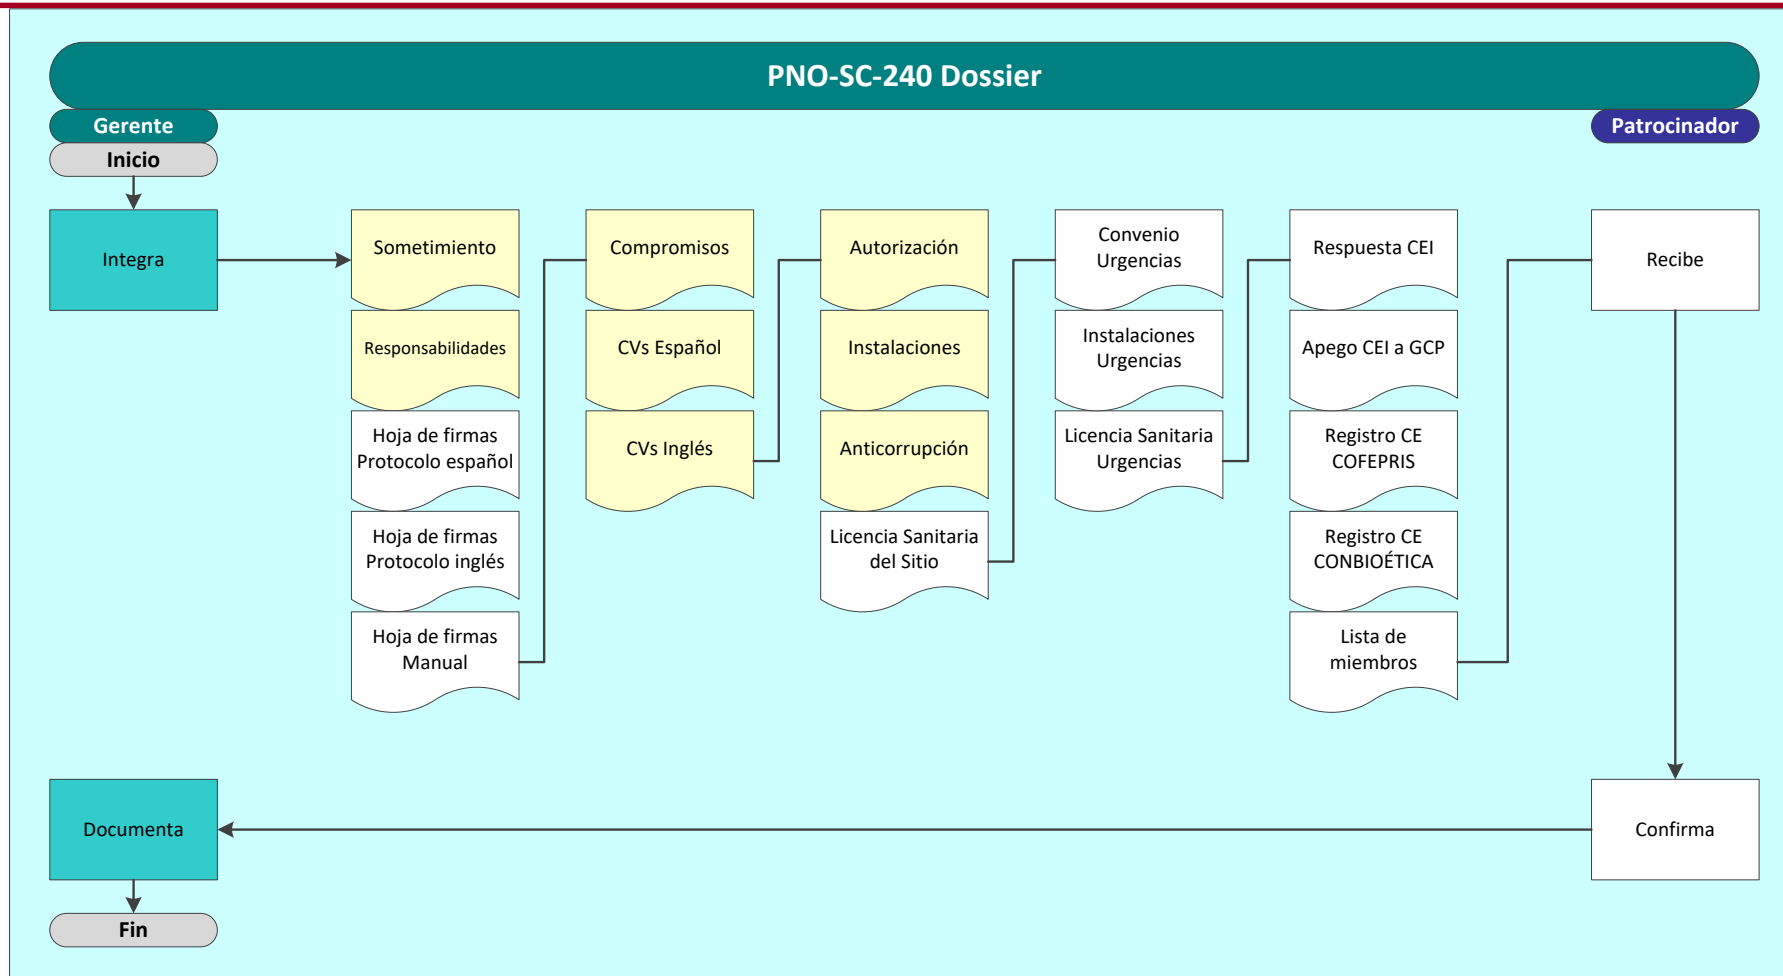 PNO-SC-240 Dossier
Gerente
Patrocinador
Inicio
Integra
Sometimiento
Responsabilidades
Hoja de firmas
Protocolo español
Hoja de firmas
Protocolo inglés
Hoja de firmas
Manual
Compromisos
CVs Español
CVs Inglés
Autorización
Instalaciones
Anticorrupción
Licencia Sanitaria
del Sitio
Convenio
Urgencias
Instalaciones
Urgencias
Licencia Sanitaria
Urgencias
Respuesta CEI
Apego CEI a GCP
Registro CE
COFEPRIS
Registro CE
CONBIOÉTICA
Lista de
miembros
Recibe
Confirma
Documenta
Fin